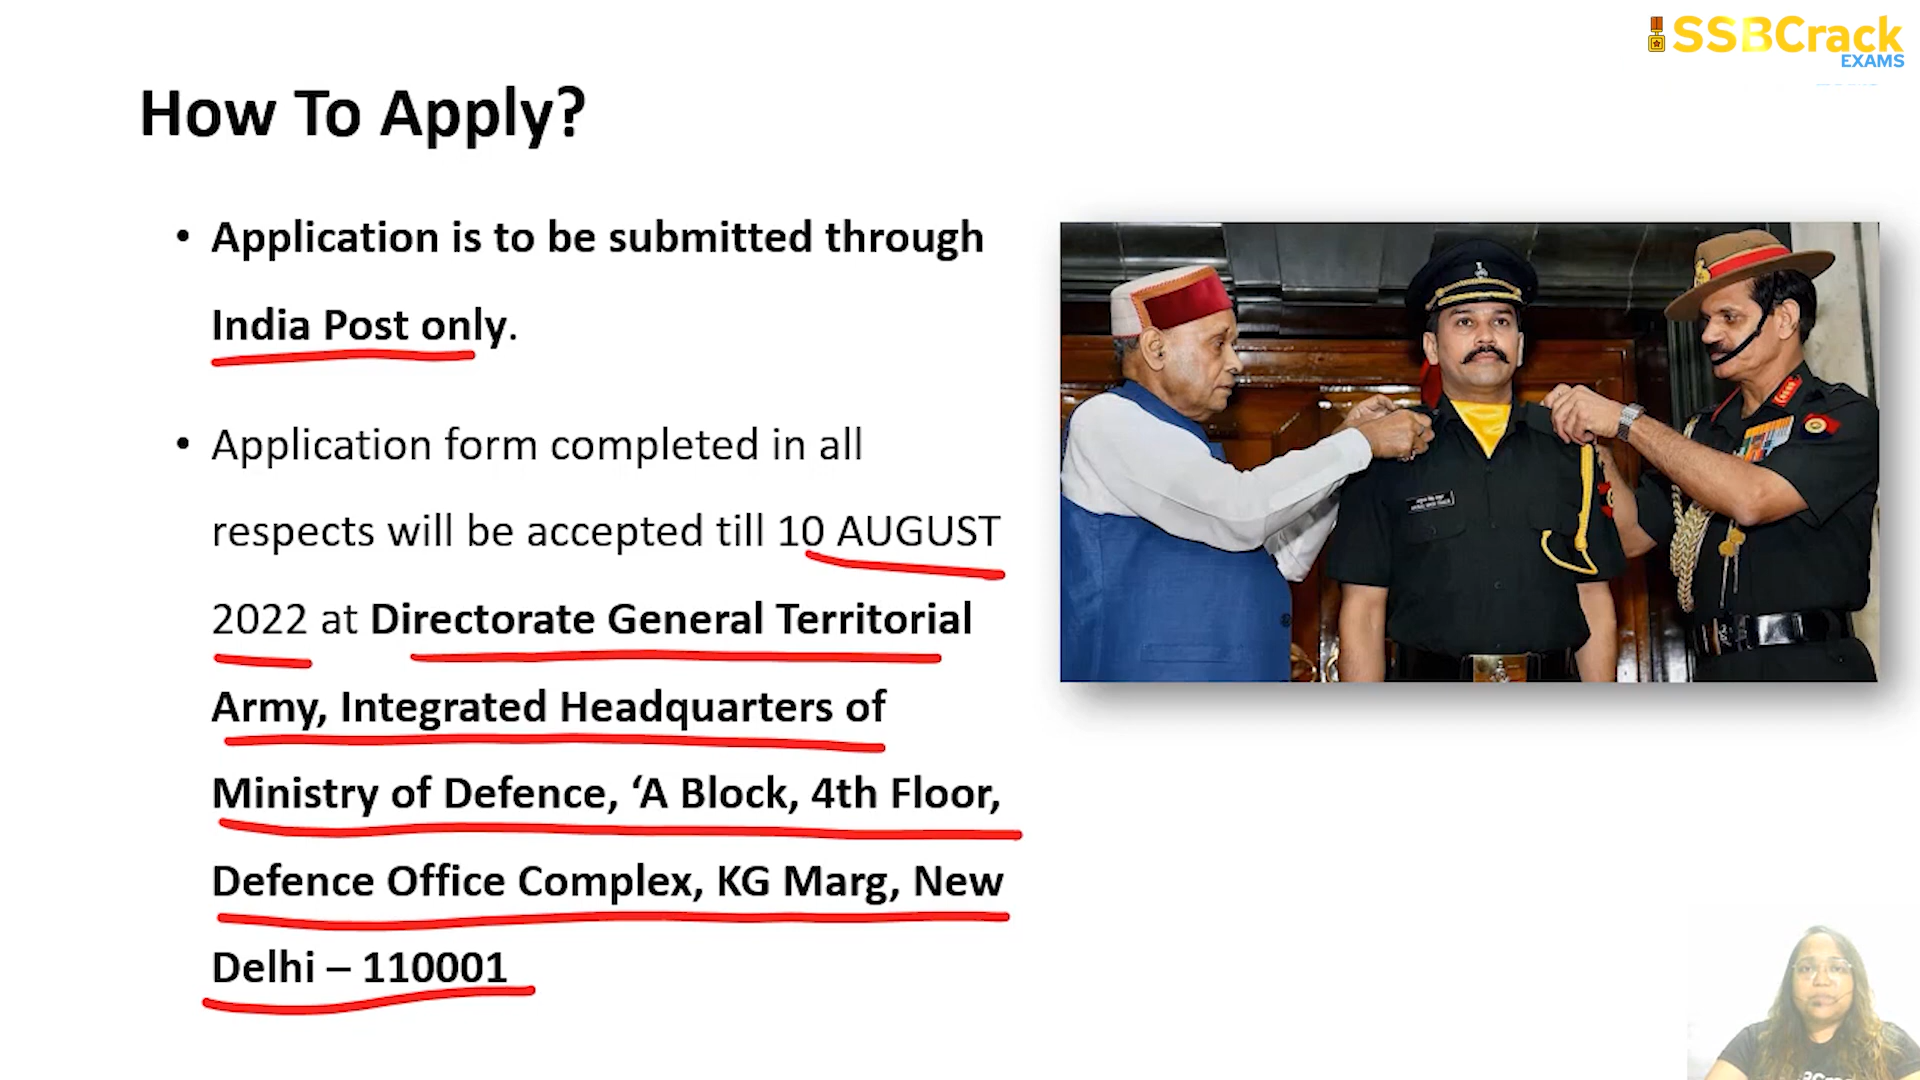 SSBCrack
EXAMS
How To Apply?
• Application is to be submitted through
India Post only.
• Application form completed in all
respects will be accepted till 10 AUGUST
2022 at Directorate General Territorial
Army, Integrated Headquarters of
Ministry of Defence, ‘A Block, 4th Floor,
Defence Office Complex, KG Marg, New
Delhi – 110001